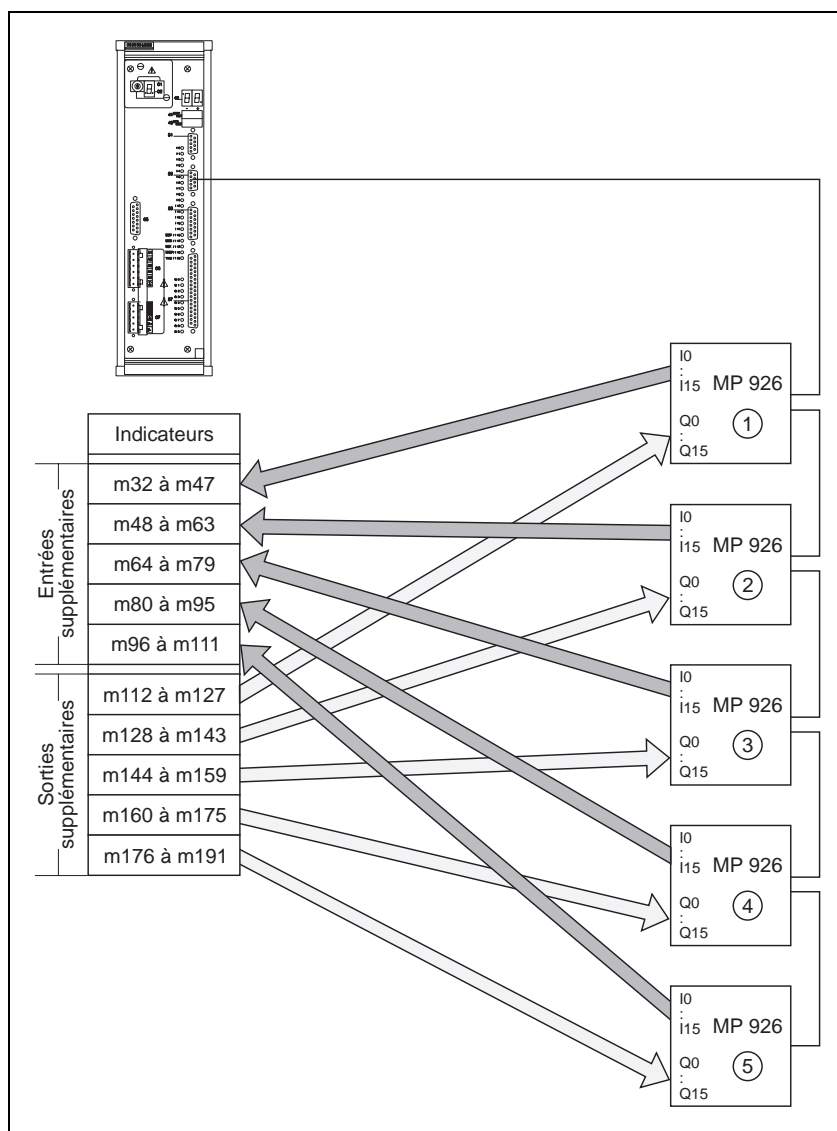 Indicateurs
Entrées
supplémentaires
m32 à m47
m48 à m63
m64 à m79
m80 à m95
m96 à m111
Sorties
supplémentaires
m112 à m127
m128 à m143
m144 à m159
m160 à m175
m176 à m191
I0
:
I15
MP 926
Q0
:
Q15
1
I0
:
I15
MP 926
Q0
:
Q15
2
I0
:
I15
MP 926
Q0
:
Q15
3
I0
:
I15
MP 926
Q0
:
Q15
4
I0
:
I15
MP 926
Q0
:
Q15
5